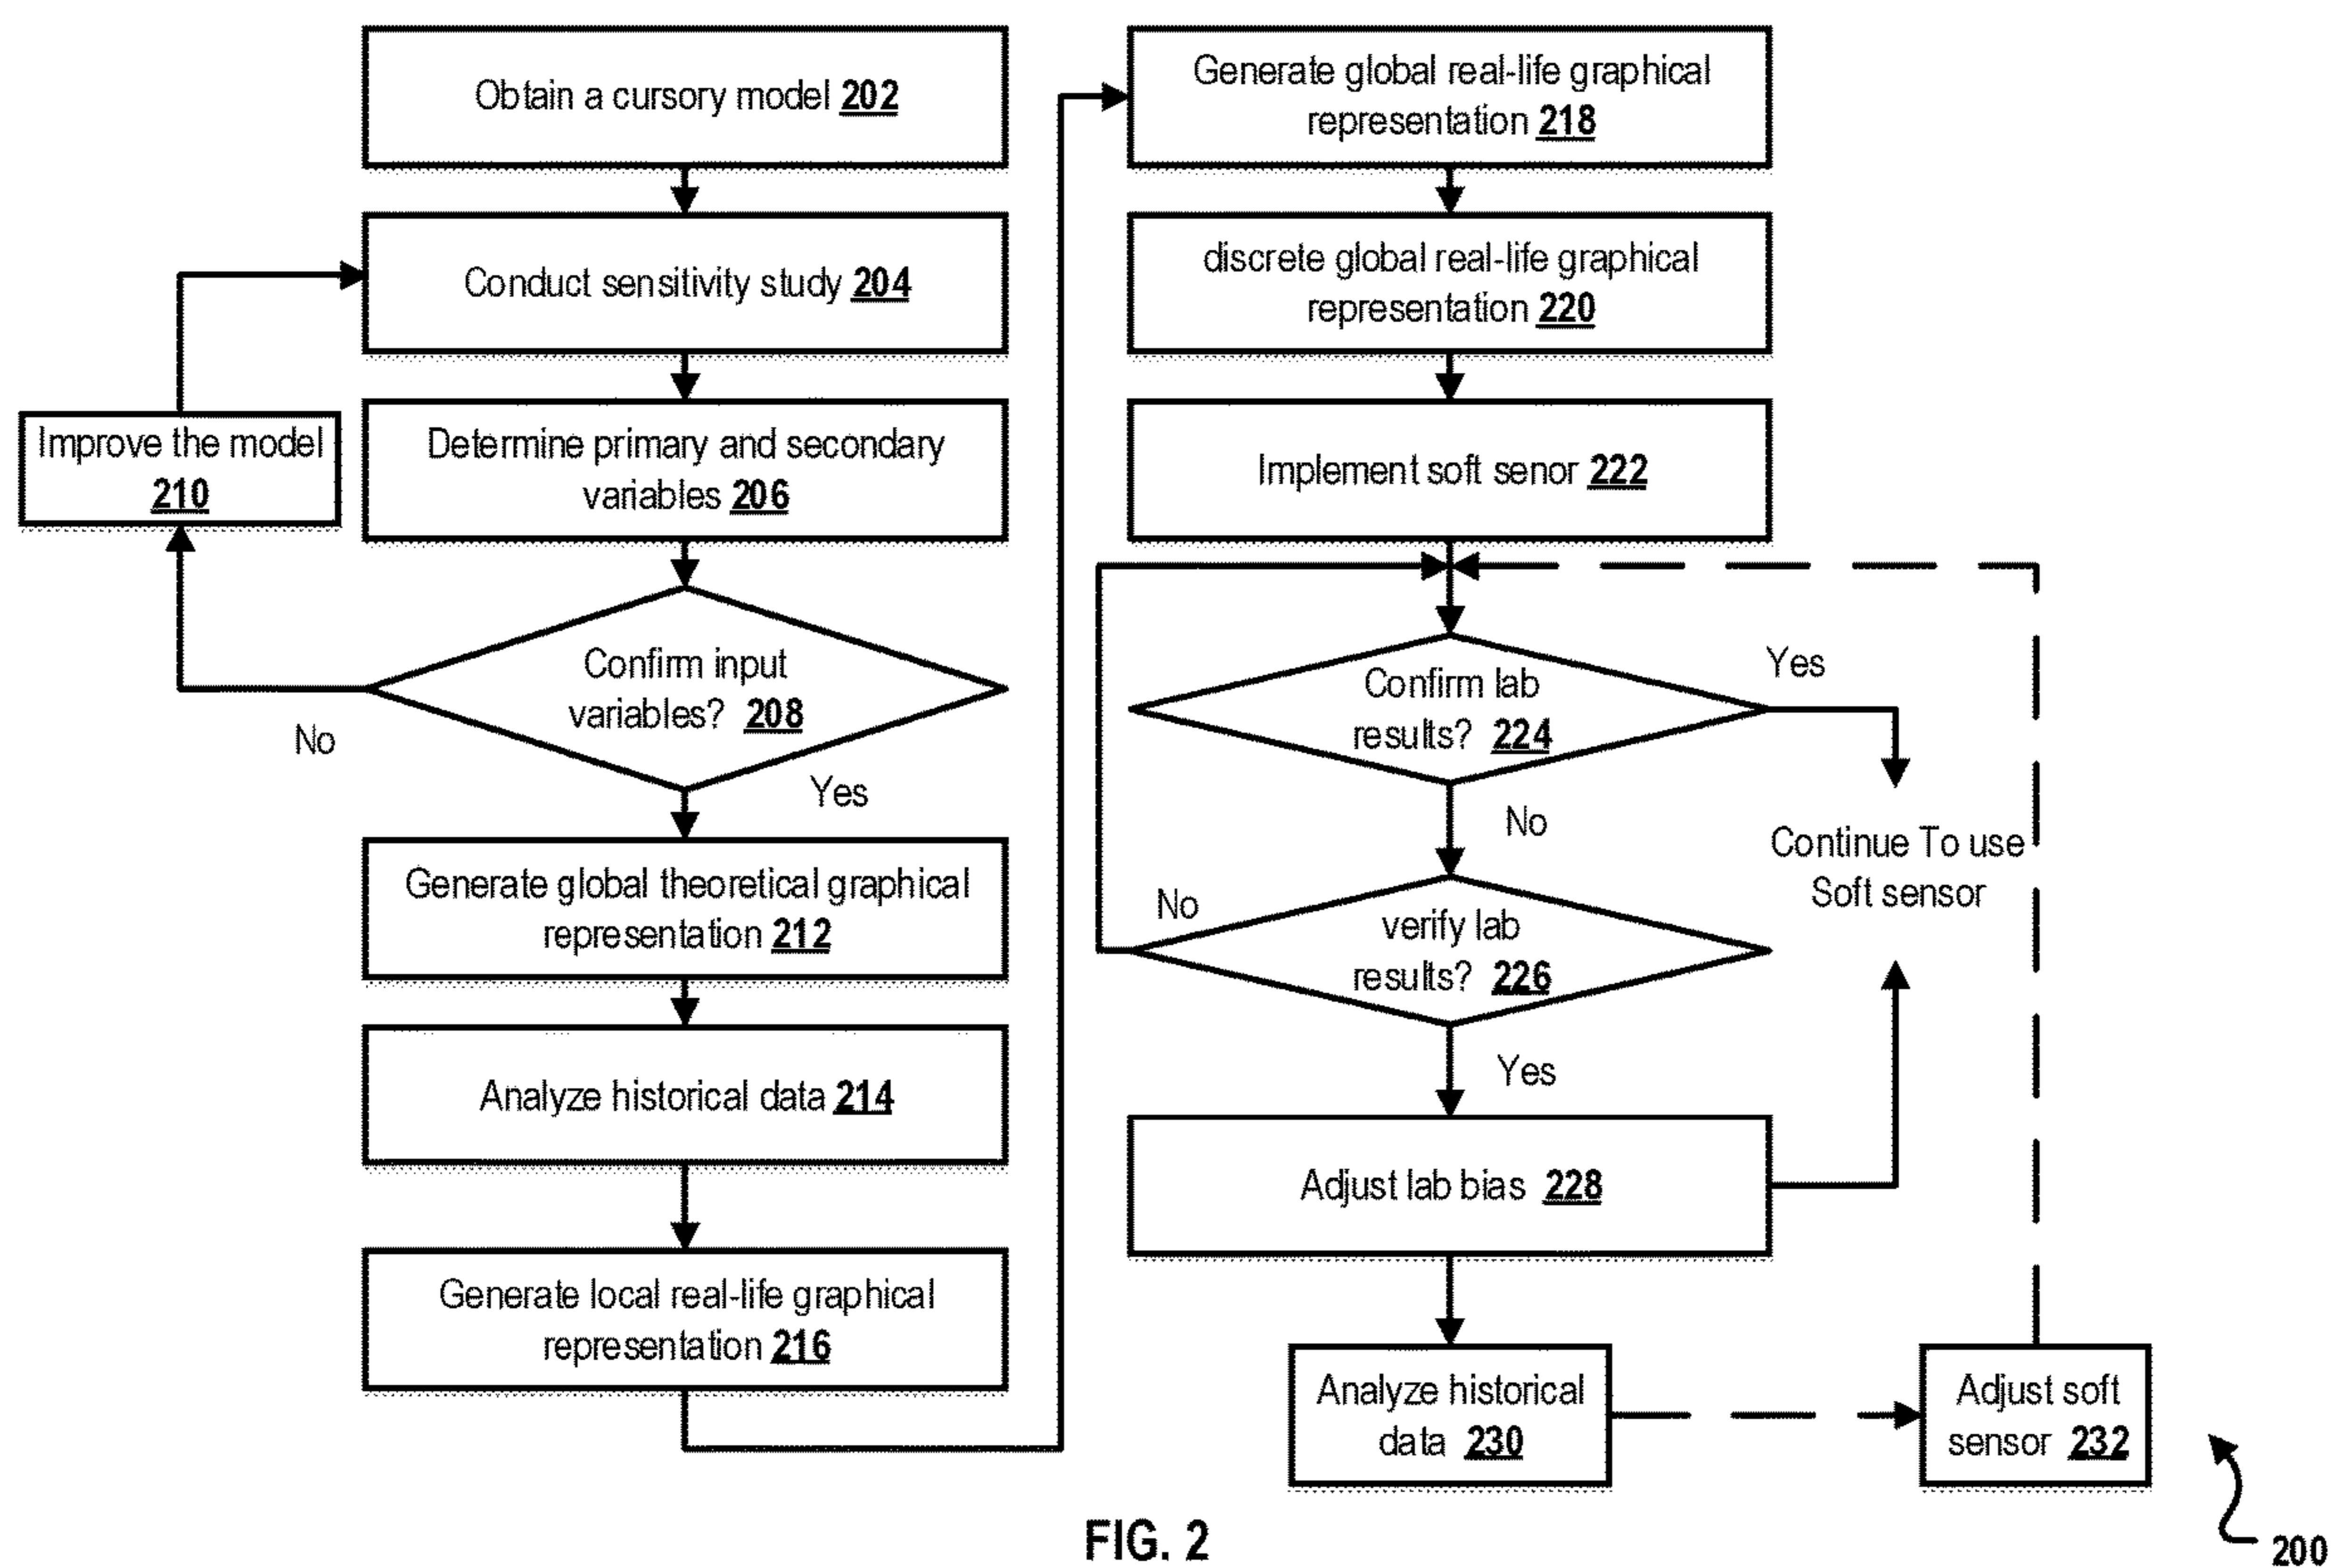 Obtain a cursory model 202
Conduct sensitivity study 204
Improve the model
210
Determine primary and secondary
variables 206
Confirm input
variables? 208
No
Yes
Generate global theoretical graphical
representation 212
Analyze historical data 214
Generate local real-life graphical
representation 216
Generate global real-life graphical
representation 218
discrete global real-life graphical
representation 220
Implement soft senor 222
Confirm lab
results? 224
Yes
No
Continue To use
Soft sensor
verify lab
results? 226
No
Yes
Adjust lab bias 228
Analyze historical
data 230
Adjust soft
sensor 232
FIG. 2
200